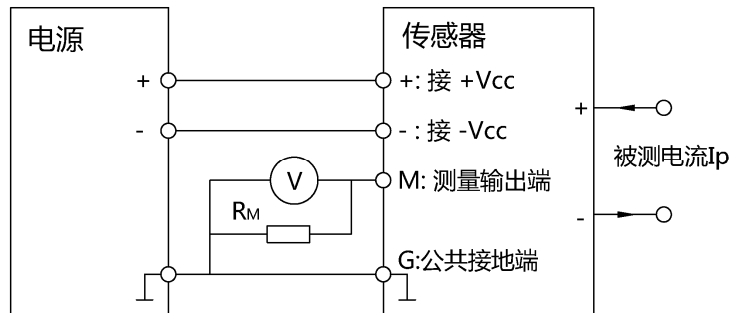 电源
传感器
+
+: 接 +Vcc
+
-
- : 接 -Vcc
被测电流Ip
V
M: 测量输出端
RM
-
G:公共接地端